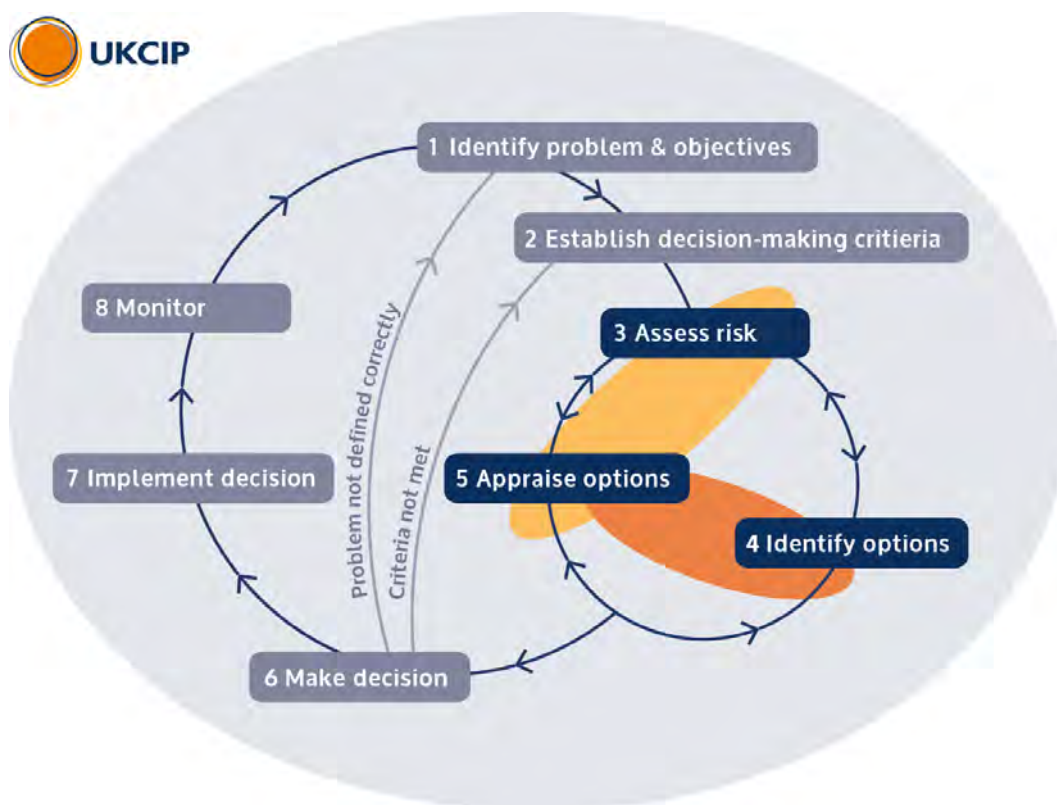 UKCIP
1 Identify problem & objectives
2 Establish decision-making critieria
8 Monitor
3 Assess risk
Problem not defined correctly
Criteria not met
7 Implement decision
5 Appraise options
4 Identify options
6 Make decision